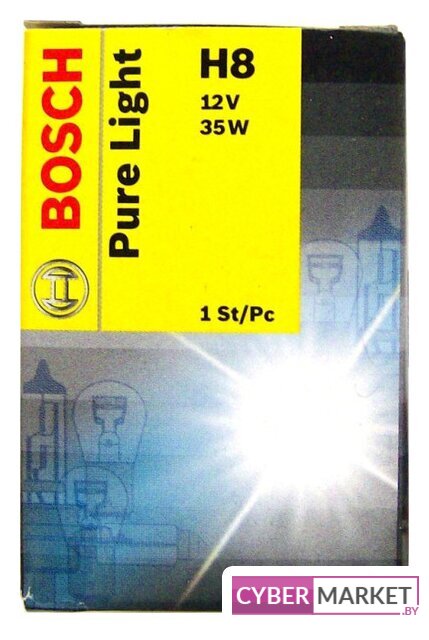 BOSCH
Pure Light
H8
12V
35W
1 St/Pc
CYBER MARKET
.BY